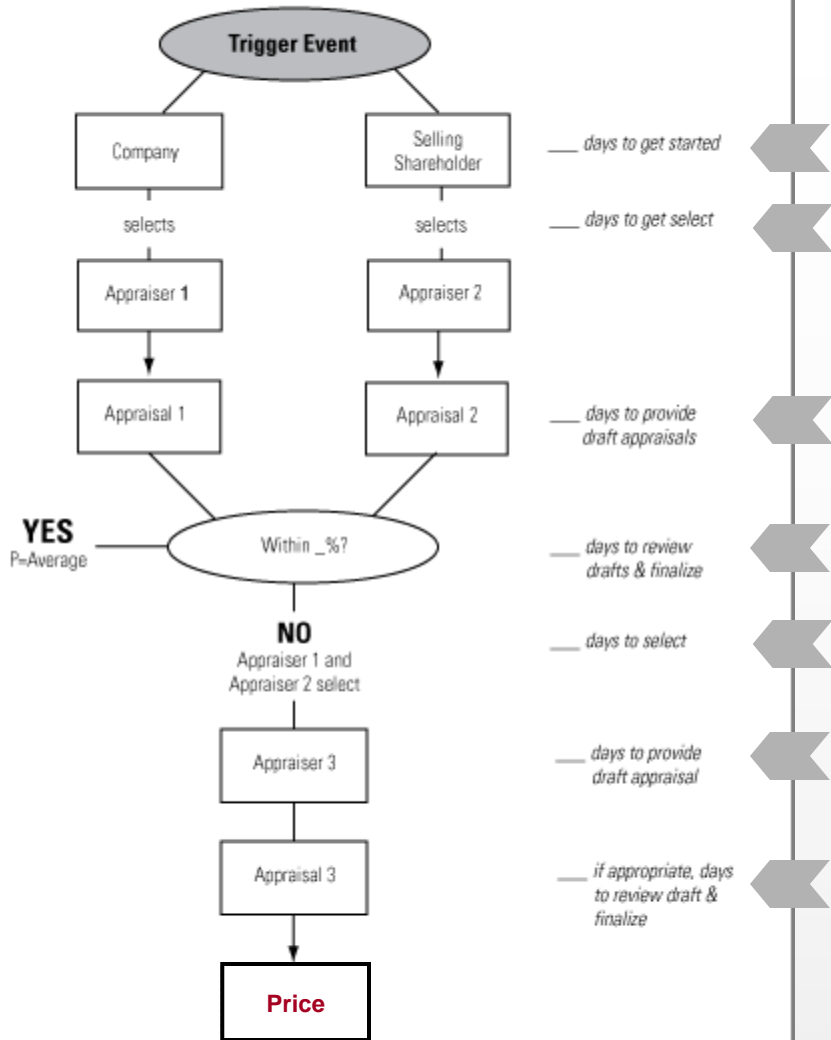 Trigger Event
Company
Selling
Shareholder
___ days to get started
selects
selects
___ days to get select
Appraiser 1
Appraiser 2
Appraisal 1
Appraisal 2
___ days to provide
draft appraisals
YES
P=Average
Within _%?
___ days to review
drafts & finalize
NO
Appraiser 1 and
Appraiser 2 select
___ days to select
Appraiser 3
___ days to provide
draft appraisal
Appraisal 3
___ if appropriate, days
to review draft &
finalize
Price